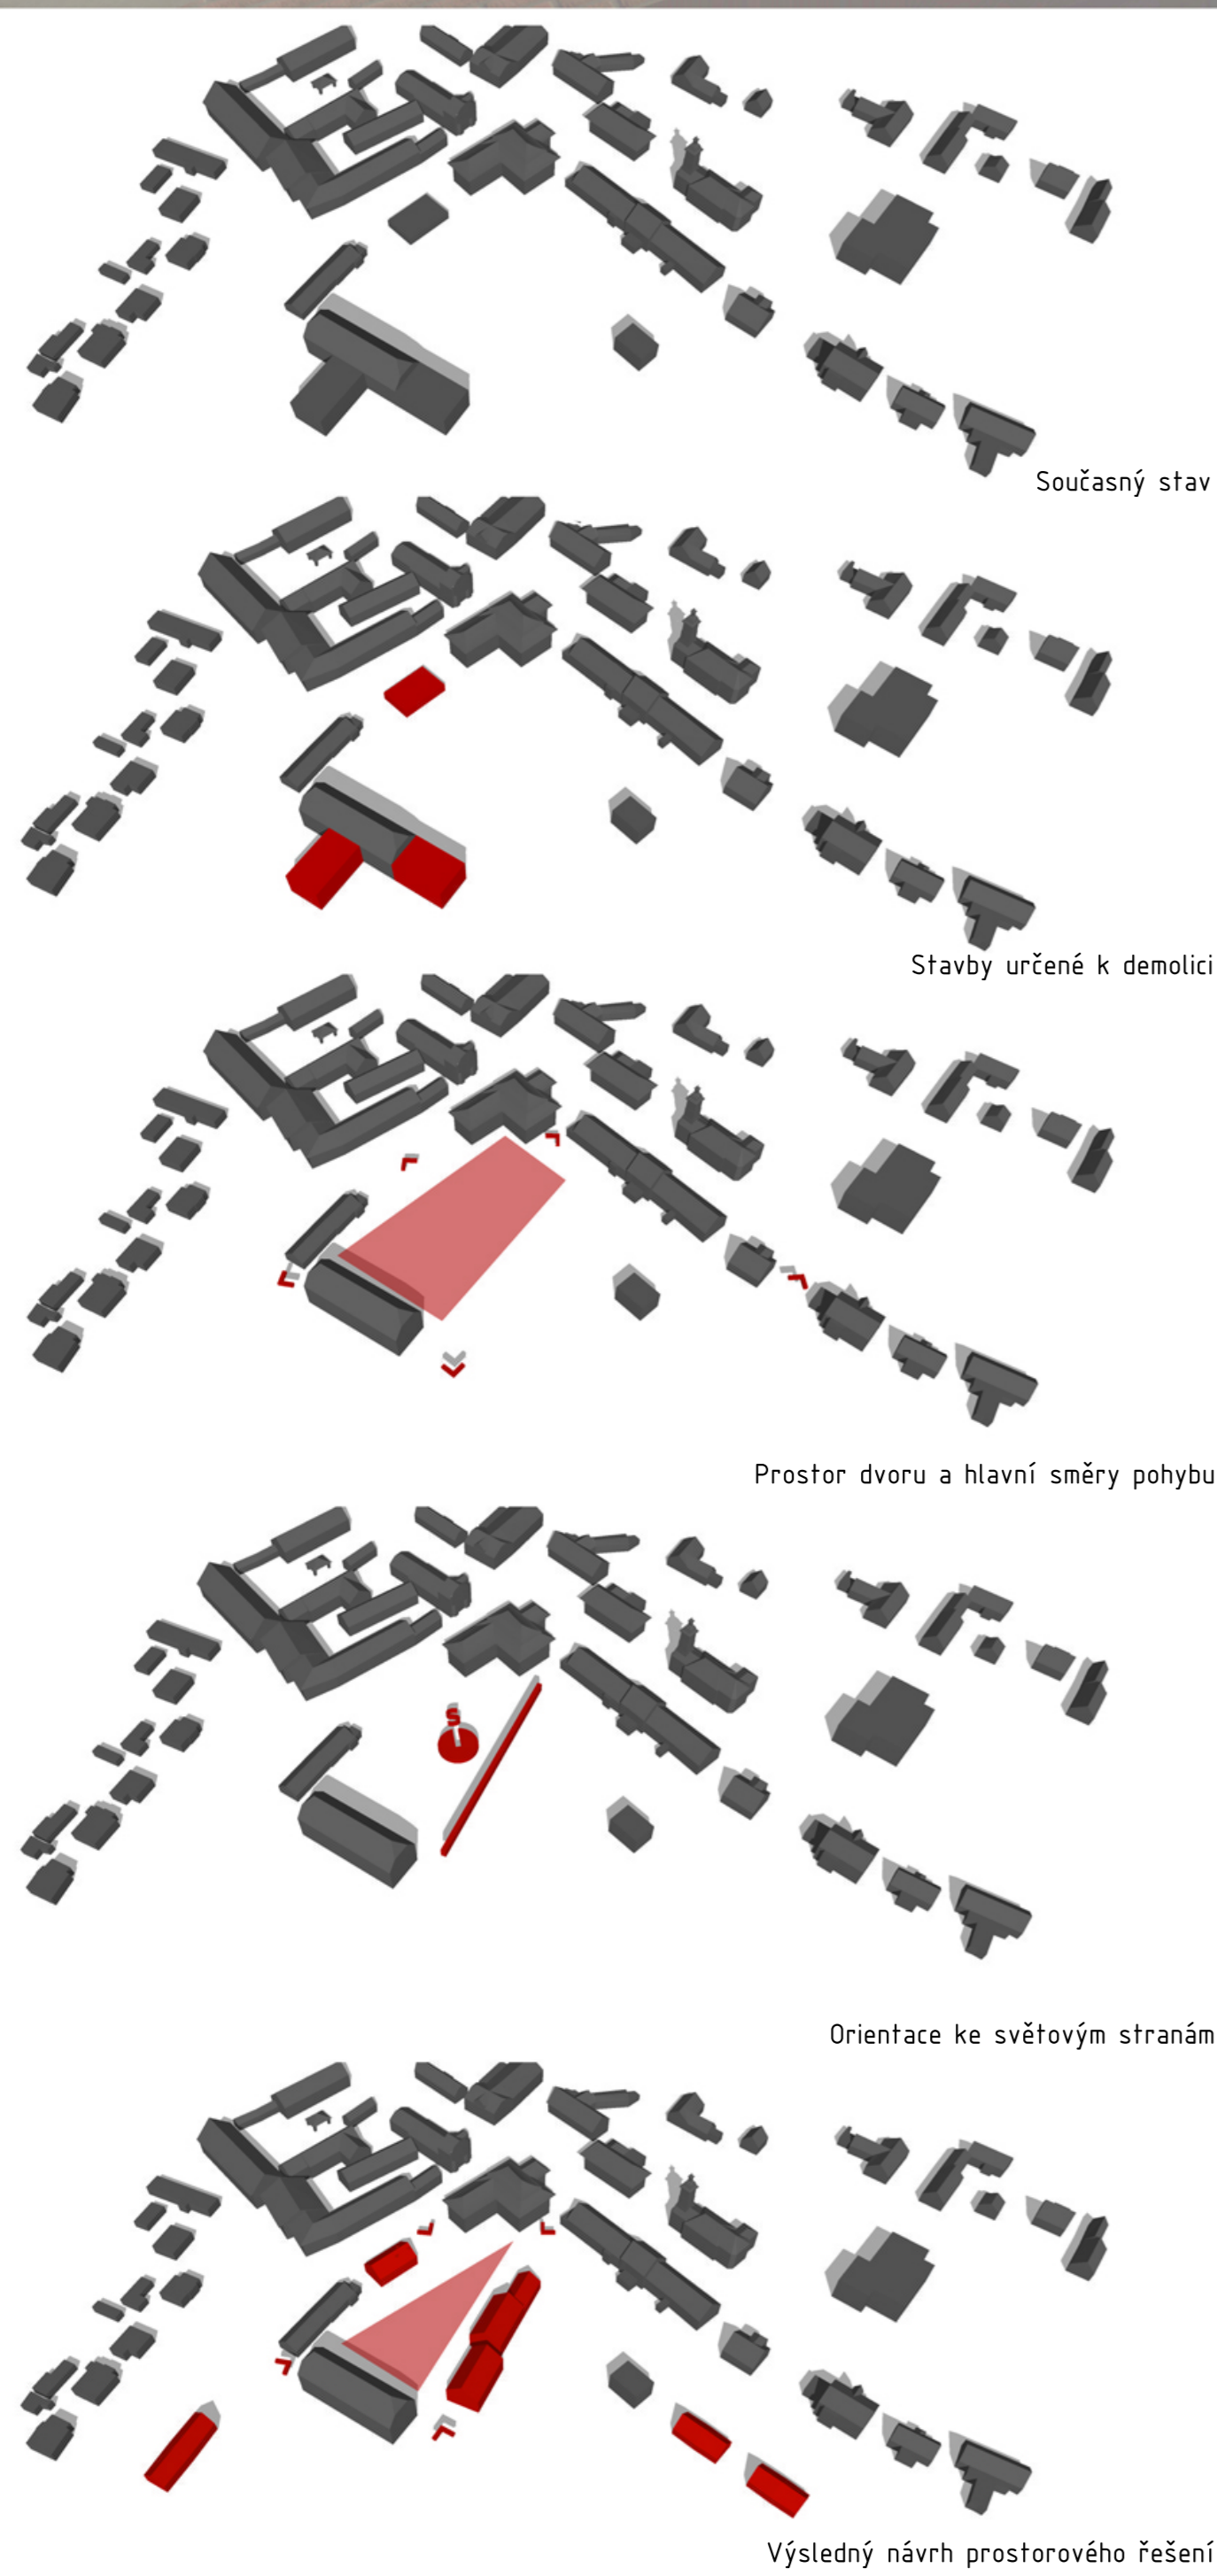 Současný stav
Stavby určené k demolici
Prostor dvoru a hlavní směry pohybu
S
Orientace ke světovým stranám
Výsledný návrh prostorového řešení